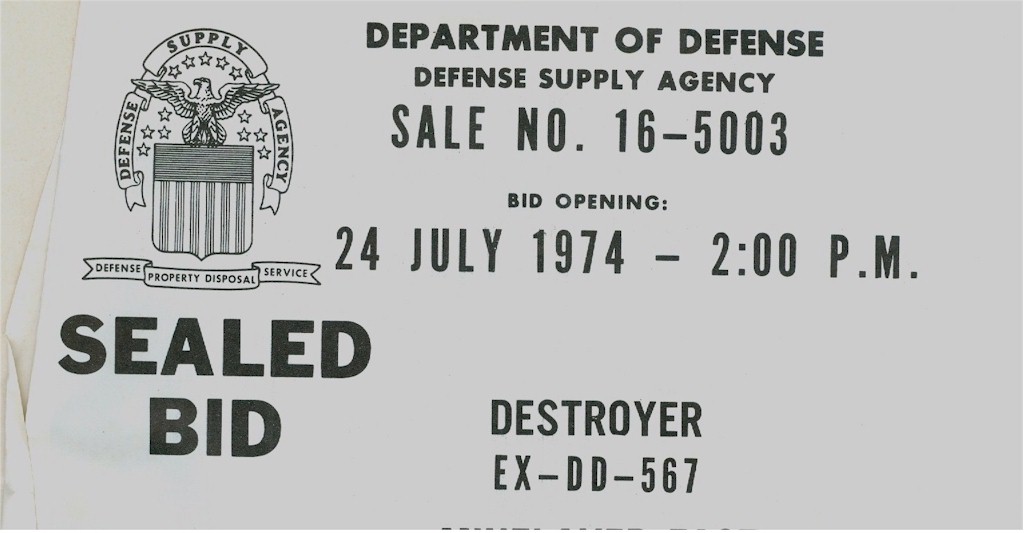 SUPPLY
DEFENSE
AGENCY
DEFENSE
PROPERTY DISPOSAL
SERVICE
DEPARTMENT OF DEFENSE
DEFENSE SUPPLY AGENCY
SALE NO. 16-5003
BID OPENING:
24 JULY 1974 - 2:00 P.M.
SEALED
BID
DESTROYER
EX-DD-567